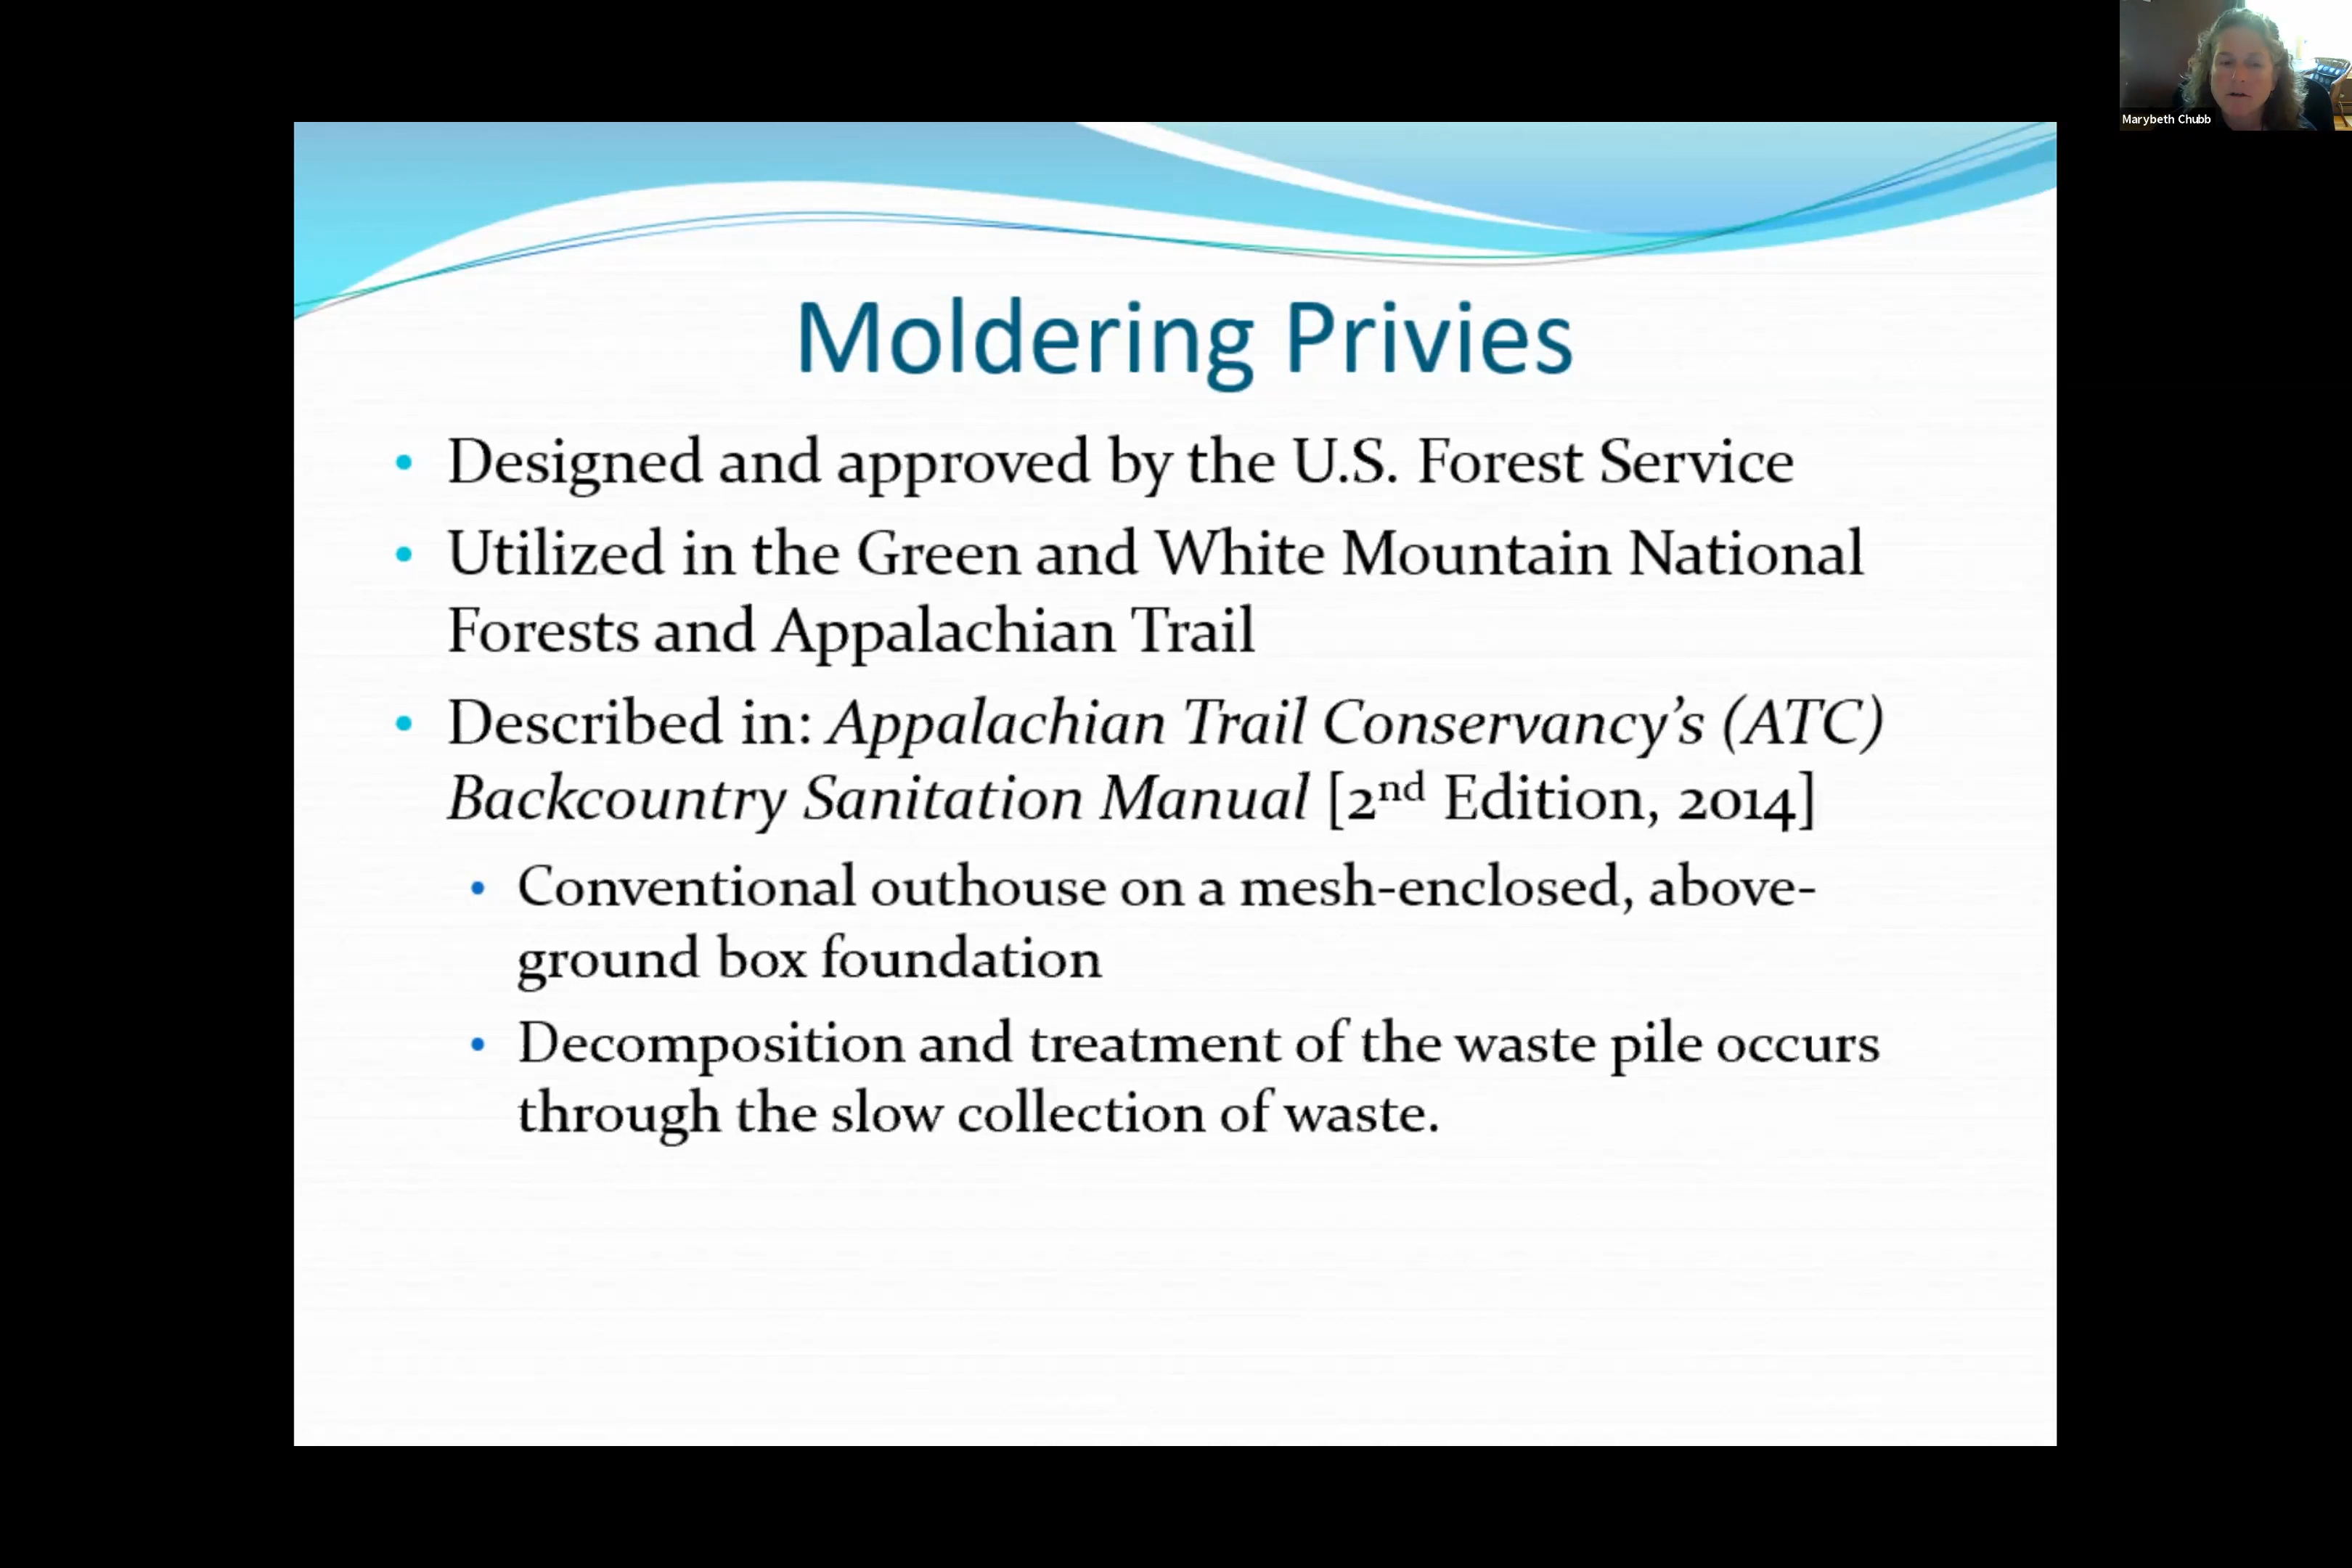 Marybeth Chubb
Moldering Privies
• Designed and approved by the U.S. Forest Service
• Utilized in the Green and White Mountain National
Forests and Appalachian Trail
• Described in: Appalachian Trail Conservancy’s (ATC)
Backcountry Sanitation Manual [2nd Edition, 2014]
• Conventional outhouse on a mesh-enclosed, above-
ground box foundation
• Decomposition and treatment of the waste pile occurs
through the slow collection of waste.